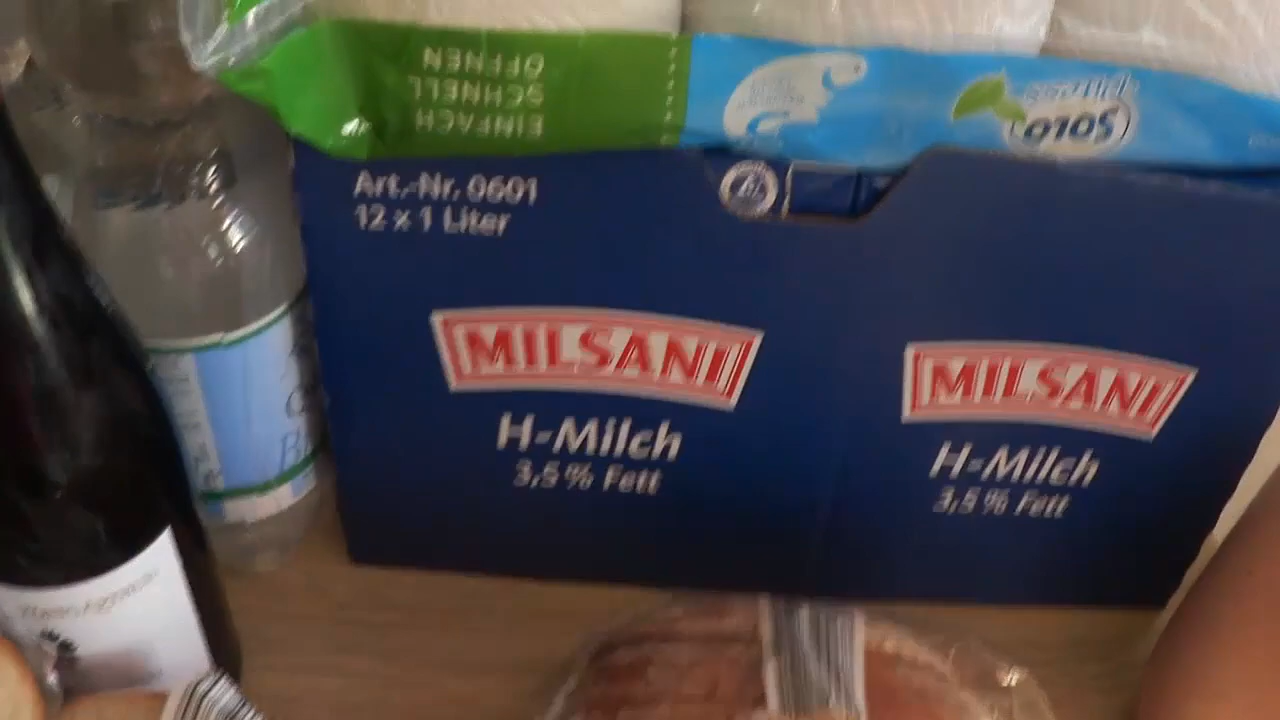 EINFACH
SCHNELL
ÖFFNEN
SOLO
Art.-Nr. 0601
12 x 1 Liter
MILSANI
H-Milch
3,5 % Fett
MILSANI
H-Milch
3,5 % Fett